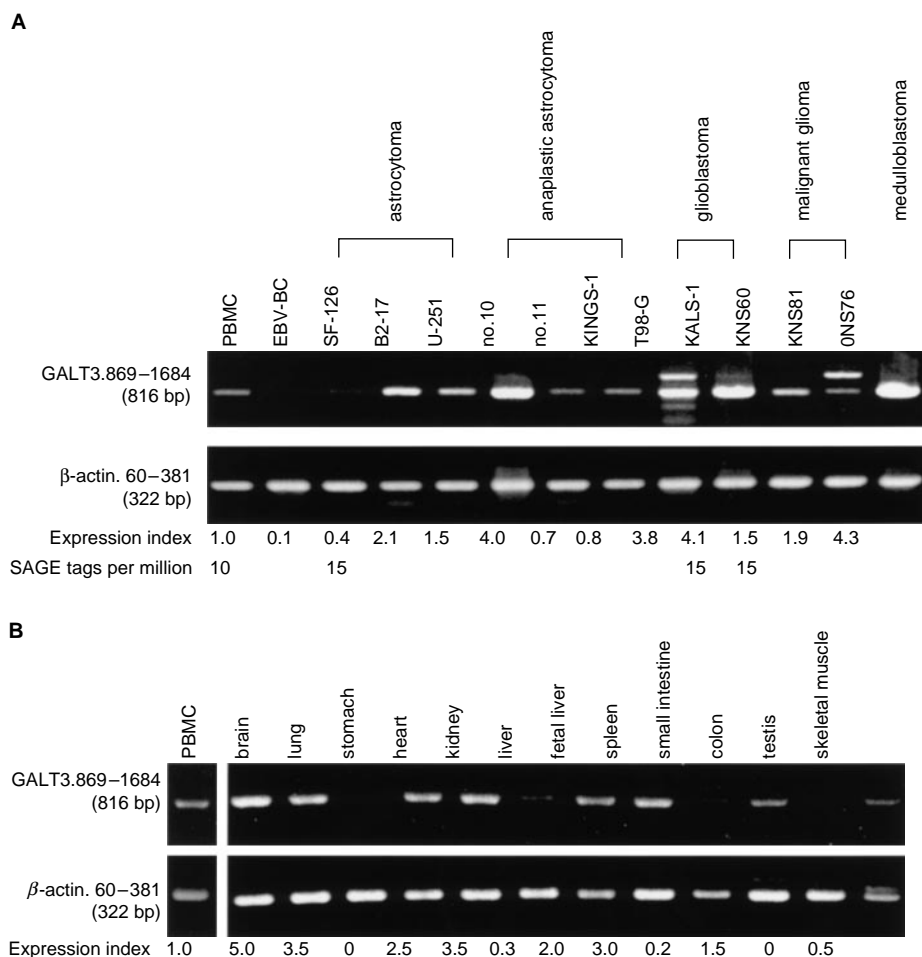 A
astrocytoma
anaplastic astrocytoma
glioblastoma
malignant glioma
medulloblastoma
PBMC
EBV-BC
SF-126
B2-17
U-251
no.10
no.11
KINGS-1
T98-G
KALS-1
KNS60
KNS81
0NS76
GALT3.869–1684
(816 bp)
β-actin. 60–381
(322 bp)
Expression index 1.0 0.1 0.4 2.1 1.5 4.0 0.7 0.8 3.8 4.1 1.5 1.9 4.3
SAGE tags per million 10 15 15 15
B
PBMC
brain
lung
stomach
heart
kidney
liver
fetal liver
spleen
small intestine
colon
testis
skeletal muscle
GALT3.869–1684
(816 bp)
β-actin. 60–381
(322 bp)
Expression index 1.0 5.0 3.5 0 2.5 3.5 0.3 2.0 3.0 0.2 1.5 0 0.5